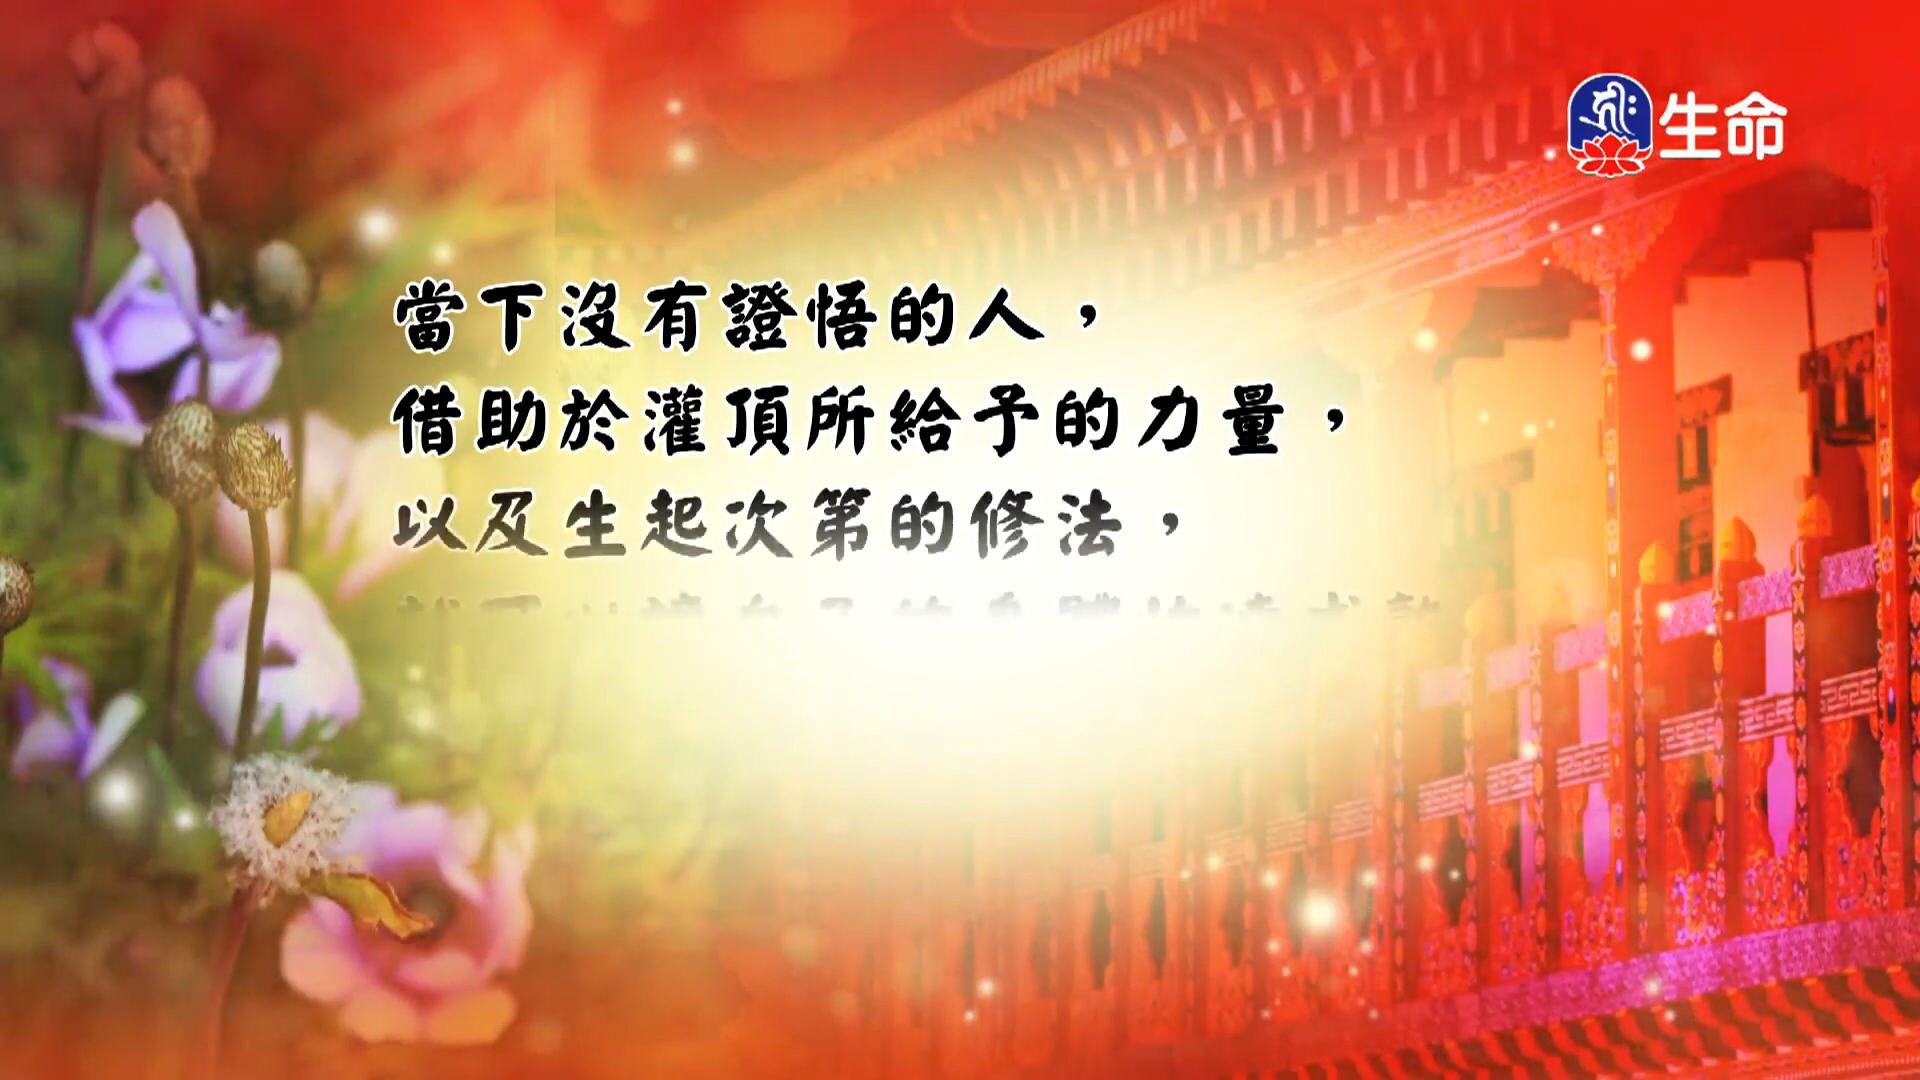 生命
當下沒有證悟的人，
借助於灌頂所給予的力量，
以及生起次第的修法，